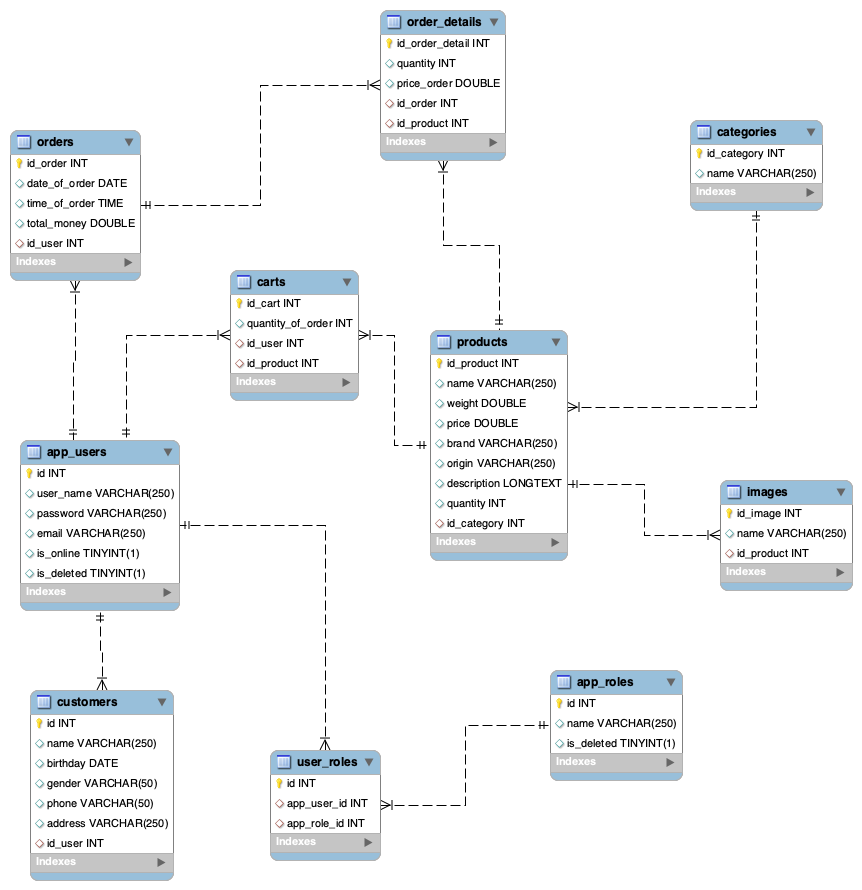 order_details
id_order_detail INT
quantity INT
price_order DOUBLE
id_order INT
id_product INT
Indexes
orders
id_order INT
date_of_order DATE
time_of_order TIME
total_money DOUBLE
id_user INT
Indexes
categories
id_category INT
name VARCHAR(250)
Indexes
carts
id_cart INT
quantity_of_order INT
id_user INT
id_product INT
Indexes
products
id_product INT
name VARCHAR(250)
weight DOUBLE
price DOUBLE
brand VARCHAR(250)
origin VARCHAR(250)
description LONGTEXT
quantity INT
id_category INT
Indexes
app_users
id INT
user_name VARCHAR(250)
password VARCHAR(250)
email VARCHAR(250)
is_online TINYINT(1)
is_deleted TINYINT(1)
Indexes
images
id_image INT
name VARCHAR(250)
id_product INT
Indexes
customers
id INT
name VARCHAR(250)
birthday DATE
gender VARCHAR(50)
phone VARCHAR(50)
address VARCHAR(250)
id_user INT
Indexes
user_roles
id INT
app_user_id INT
app_role_id INT
Indexes
app_roles
id INT
name VARCHAR(250)
is_deleted TINYINT(1)
Indexes